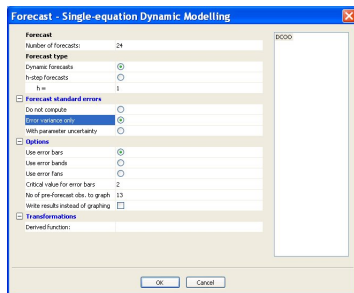 Forecast - Single-equation Dynamic Modelling
Forecast
Number of forecasts: 24
Forecast type
Dynamic forecasts
h-step forecasts
h = 1
Forecast standard errors
Do not compute
Error variance only
With parameter uncertainty
Options
Use error bars
Use error bands
Use error fans
Critical value for error bars 2
No of pre-forecast obs. to graph 13
Write results instead of graphing
Transformations
Derived function:
DCOO
OK Cancel